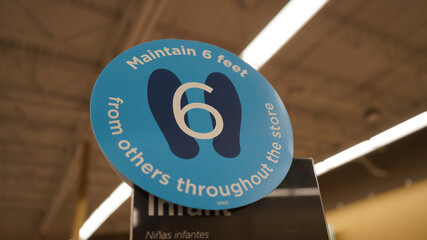 Maintain 6 feet
6
from others throughout the store
Infant
Niñas infantes